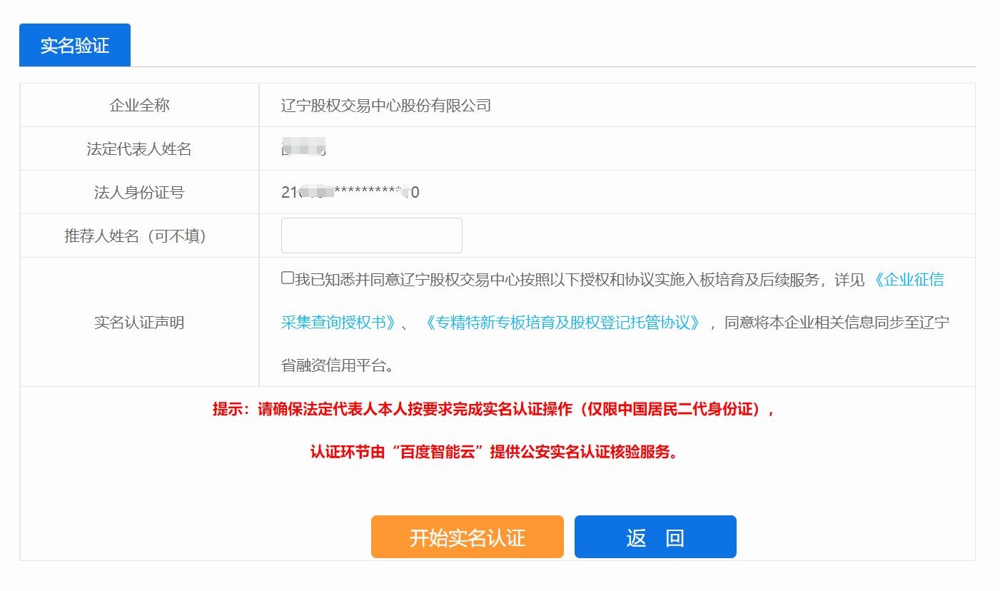 实名验证
企业全称
辽宁股权交易中心股份有限公司
法定代表人姓名
法人身份证号
21 **********0
推荐人姓名（可不填）
实名认证声明
我已知悉并同意辽宁股权交易中心按照以下授权和协议实施入板培育及后续服务，详见《企业征信
采集查询授权书》、《专精特新专板培育及股权登记托管协议》，同意将本企业相关信息同步至辽宁
省融资信用平台。
提示：请确保法定代表人本人按要求完成实名认证操作（仅限中国居民二代身份证），
认证环节由“百度智能云”提供公安实名认证核验服务。
开始实名认证
返 回